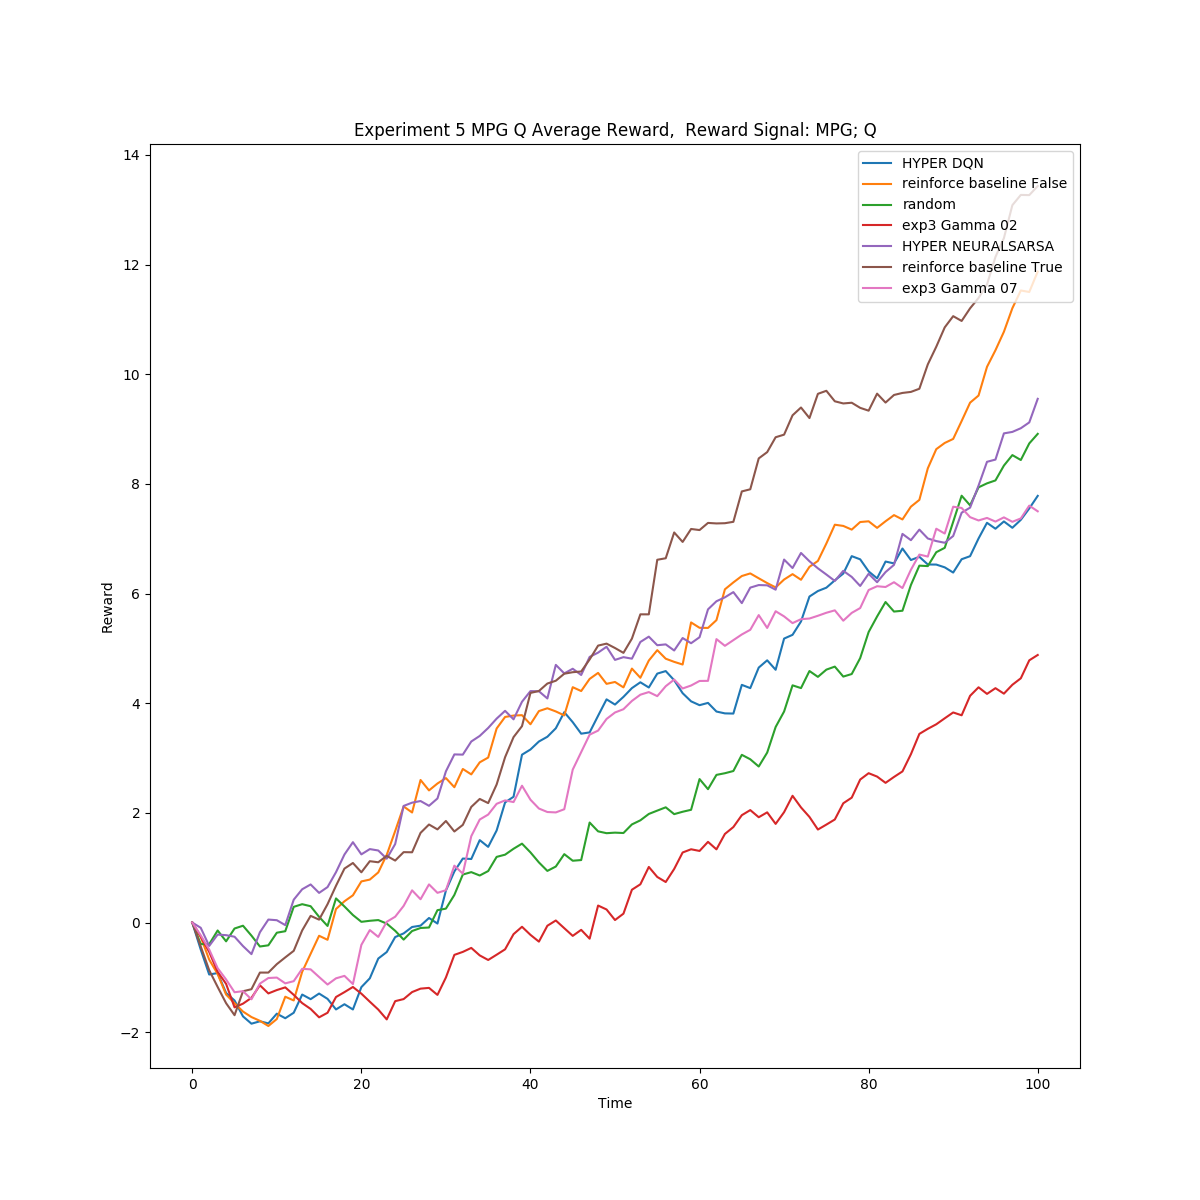 Experiment 5 MPG Q Average Reward,  Reward Signal: MPG; Q
14
12
10
8
6
4
2
0
−2
Reward
HYPER DQN
reinforce baseline False
random
exp3 Gamma 02
HYPER NEURALSARSA
reinforce baseline True
exp3 Gamma 07
0 20 40 60 80 100
Time